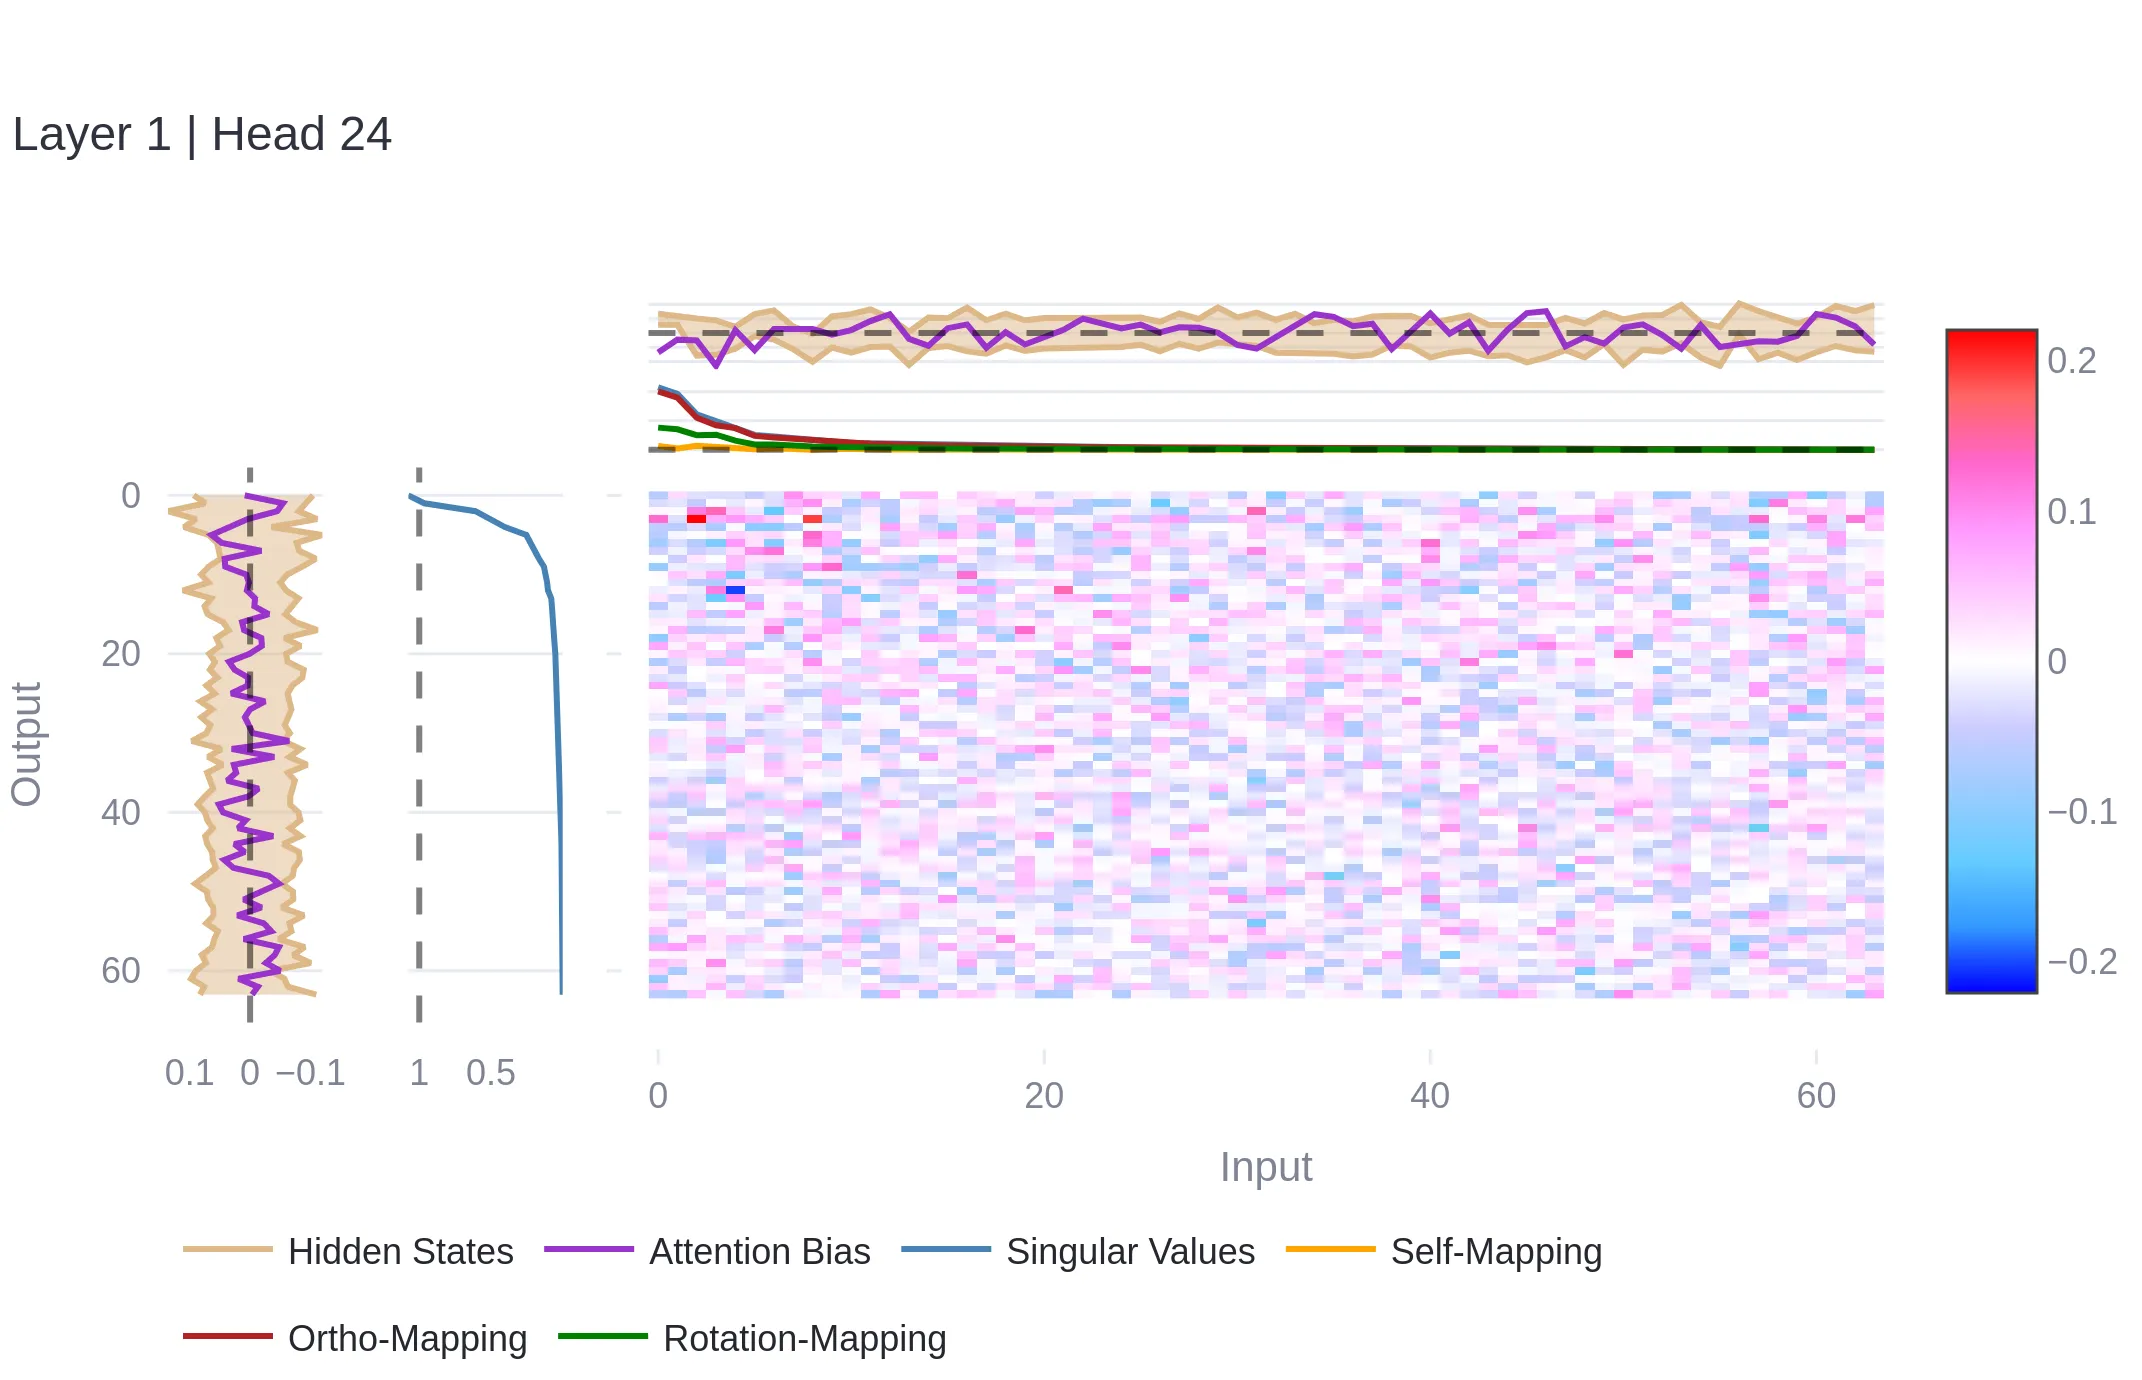 Layer 1 | Head 24
0
20
40
60
Output
0.1 0 −0.1
1 0.5
0 20 40 60
Input
0.2
0.1
0
−0.1
−0.2
Hidden States Attention Bias Singular Values Self-Mapping
Ortho-Mapping Rotation-Mapping